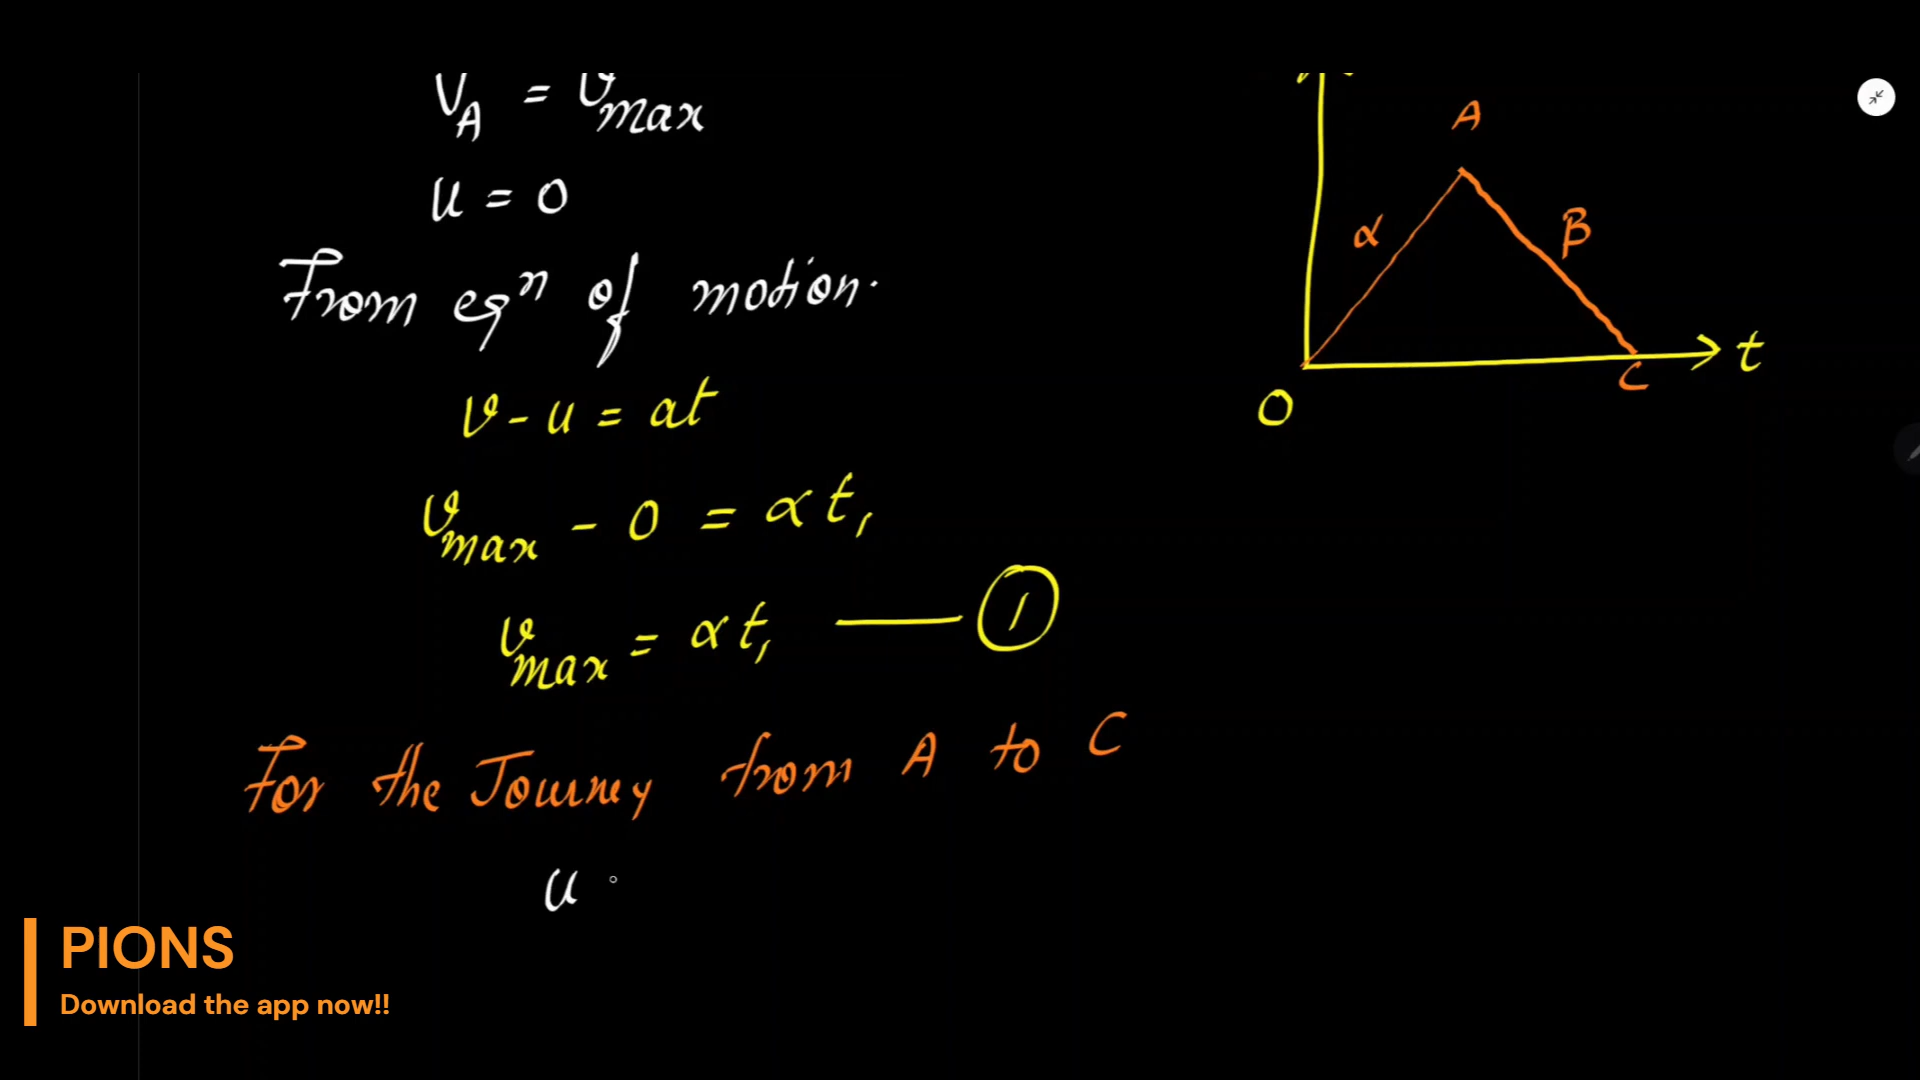 V_A = v_max
u = 0
From eqⁿ of motion.
v - u = at
v_max - 0 = αt₁
v_max = αt₁ —— ①
For the Journey from A to C
u
A
α
β
t
C
O
PIONS
Download the app now!!